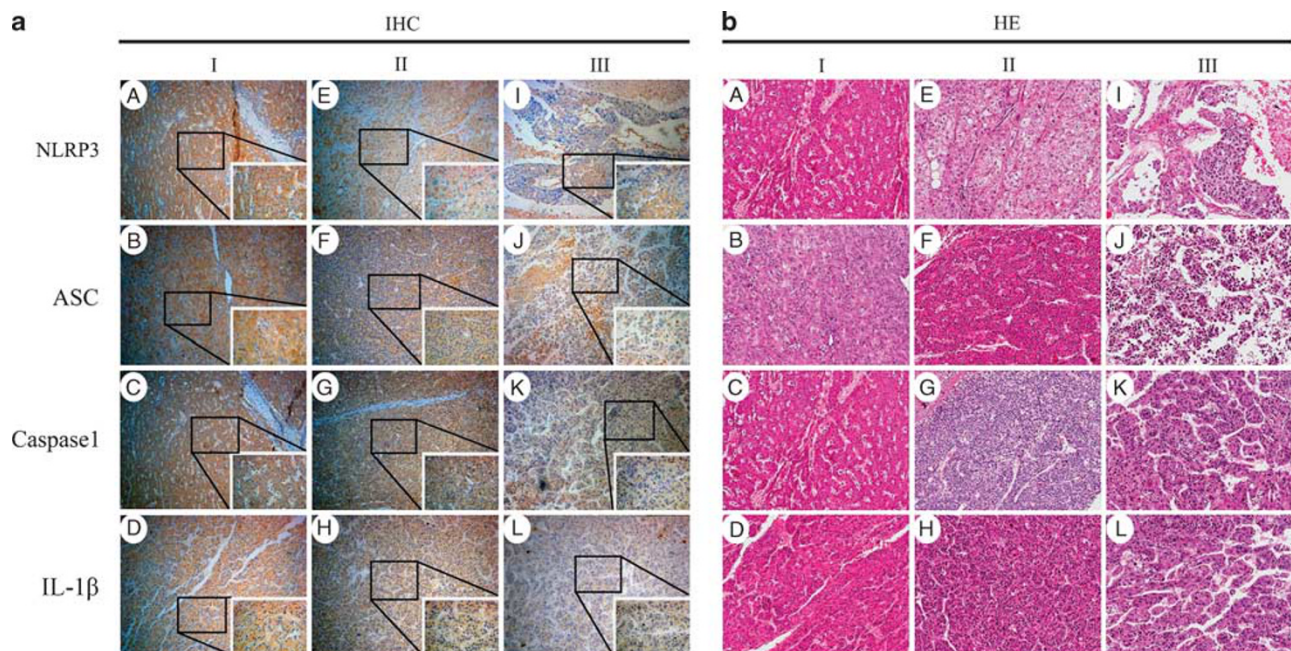 a IHC b HE
I II III I II III
NLRP3 A E I A E I
ASC B F J B F J
Caspase1 C G K C G K
IL-1β D H L D H L